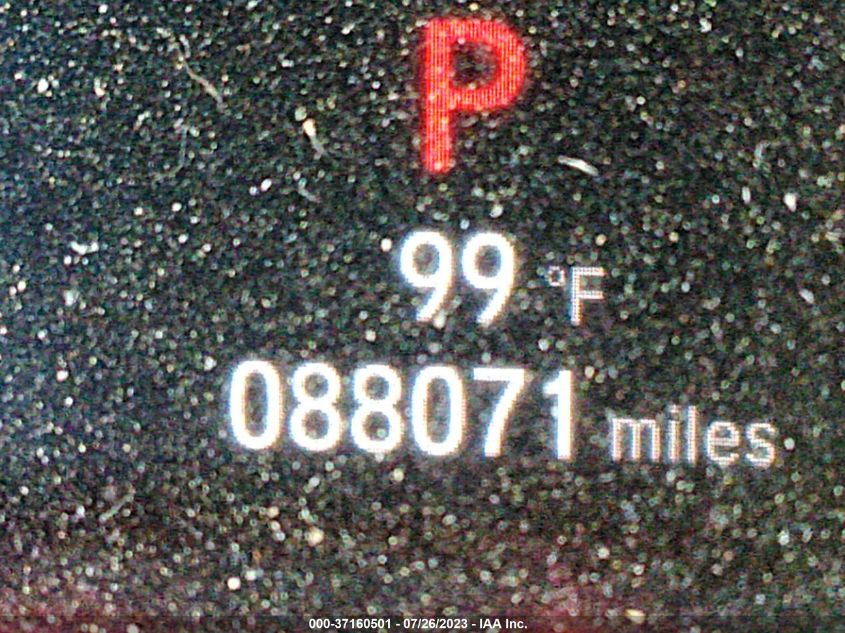 P
99 °F
088071 miles
000-37160501 - 07/26/2023 - IAA Inc.